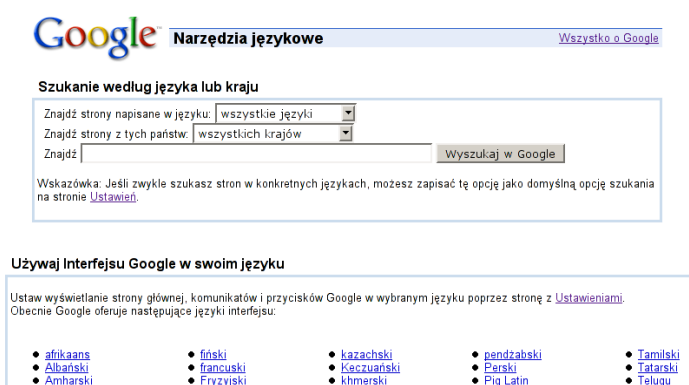 Google Narzędzia językowe Wszystko o Google
Szukanie według języka lub kraju
Znajdź strony napisane w języku: wszystkie języki
Znajdź strony z tych państw: wszystkich krajów
Znajdź Wyszukaj w Google
Wskazówka: Jeśli zwykle szukasz stron w konkretnych językach, możesz zapisać tę opcję jako domyślną opcję szukania
na stronie Ustawień.
Używaj Interfejsu Google w swoim języku
Ustaw wyświetlanie strony głównej, komunikatów i przycisków Google w wybranym języku poprzez stronę z Ustawieniami.
Obecnie Google oferuje następujące języki interfejsu:
afrikaans fiński kazachski pendżabski Tamilski
Albański francuski Keczuański Perski Tatarski
Amharski Fryzyjski khmerski Pig Latin Telugu